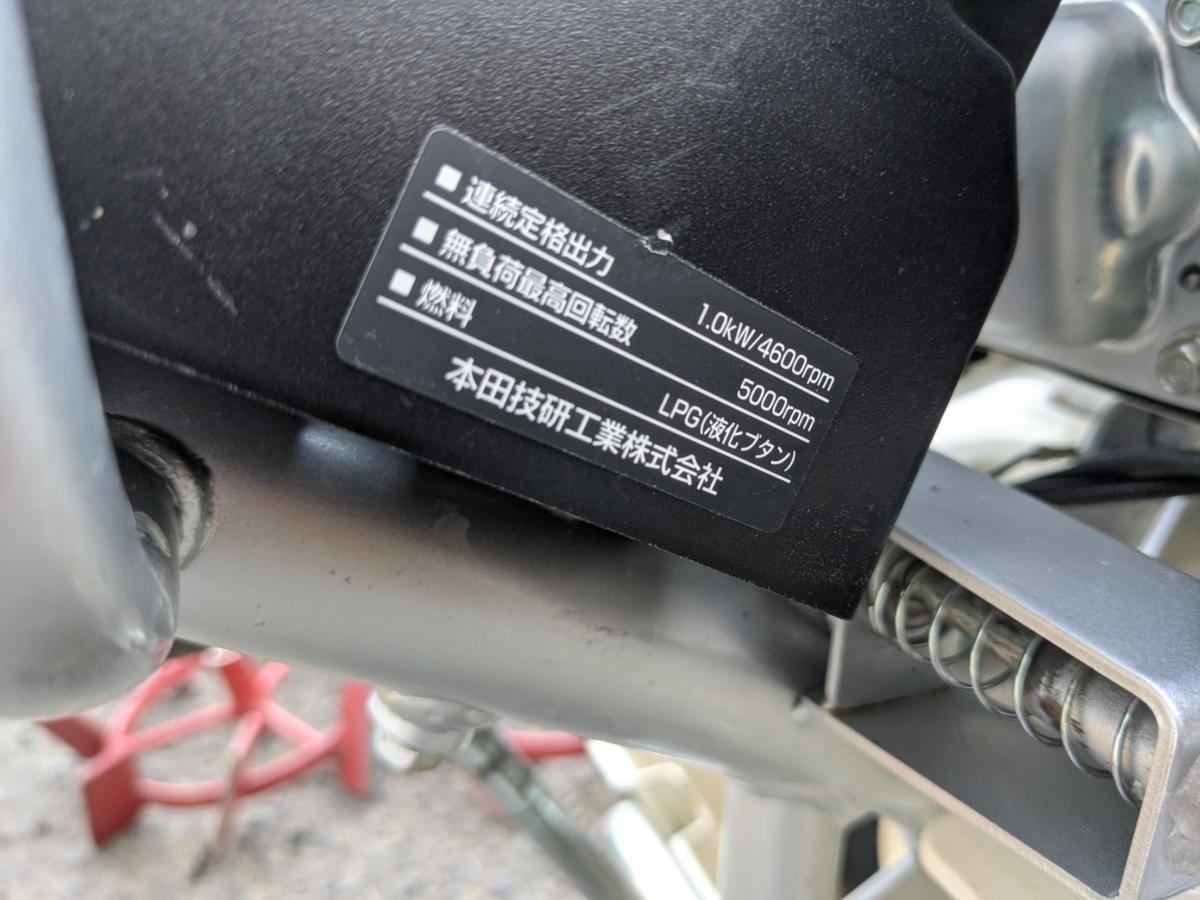 ■ 連続定格出力 1.0kW/4600rpm
■ 無負荷最高回転数 5000rpm
■ 燃料 LPG(液化ブタン)
本田技研工業株式会社